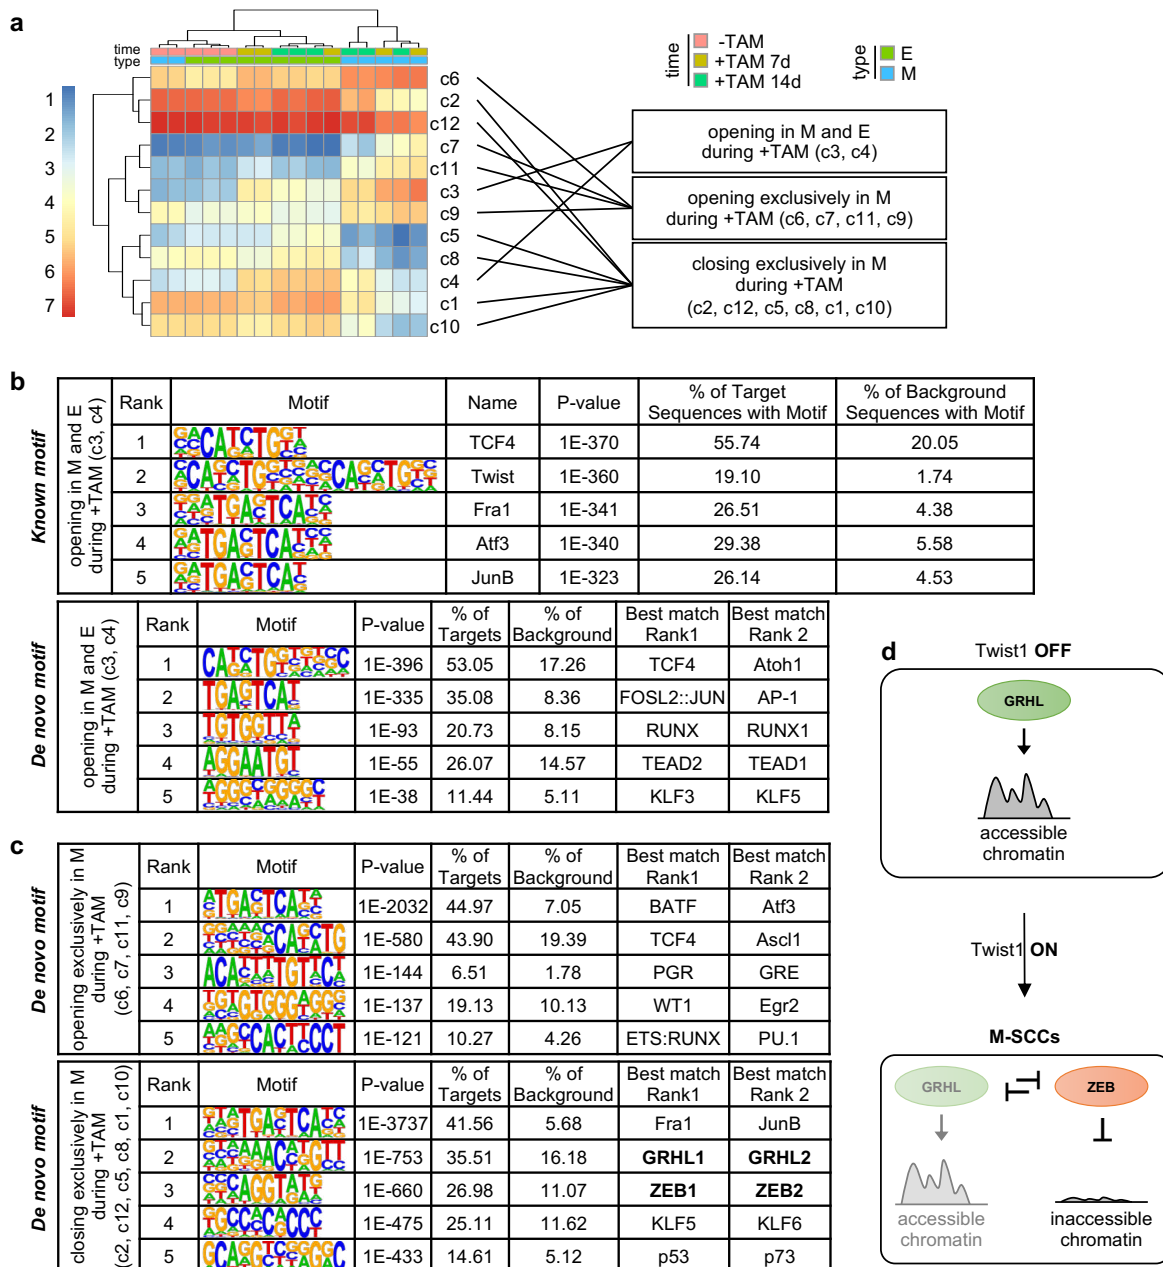 a
time
type
1
2
3
4
5
6
7
c6
c2
c12
c7
c11
c3
c9
c5
c8
c4
c1
c10
time
-TAM
+TAM 7d
+TAM 14d
type
E
M
opening in M and E
during +TAM (c3, c4)
opening exclusively in M
during +TAM (c6, c7, c11, c9)
closing exclusively in M
during +TAM
(c2, c12, c5, c8, c1, c10)
b
Known motif
opening in M and E
during +TAM (c3, c4)
Rank Motif Name P-value % of Target Sequences with Motif % of Background Sequences with Motif
1 TCF4 1E-370 55.74 20.05
2 Twist 1E-360 19.10 1.74
3 Fra1 1E-341 26.51 4.38
4 Atf3 1E-340 29.38 5.58
5 JunB 1E-323 26.14 4.53
De novo motif
opening in M and E
during +TAM (c3, c4)
Rank Motif P-value % of Targets % of Background Best match Rank1 Best match Rank 2
1 1E-396 53.05 17.26 TCF4 Atoh1
2 1E-335 35.08 8.36 FOSL2::JUN AP-1
3 1E-93 20.73 8.15 RUNX RUNX1
4 1E-55 26.07 14.57 TEAD2 TEAD1
5 1E-38 11.44 5.11 KLF3 KLF5
c
De novo motif
opening exclusively in M
during +TAM
(c6, c7, c11, c9)
Rank Motif P-value % of Targets % of Background Best match Rank1 Best match Rank 2
1 1E-2032 44.97 7.05 BATF Atf3
2 1E-580 43.90 19.39 TCF4 Ascl1
3 1E-144 6.51 1.78 PGR GRE
4 1E-137 19.13 10.13 WT1 Egr2
5 1E-121 10.27 4.26 ETS:RUNX PU.1
De novo motif
closing exclusively in M
during +TAM
(c2, c12, c5, c8, c1, c10)
Rank Motif P-value % of Targets % of Background Best match Rank1 Best match Rank 2
1 1E-3737 41.56 5.68 Fra1 JunB
2 1E-753 35.51 16.18 GRHL1 GRHL2
3 1E-660 26.98 11.07 ZEB1 ZEB2
4 1E-475 25.11 11.62 KLF5 KLF6
5 1E-433 14.61 5.12 p53 p73
d
Twist1 OFF
GRHL
accessible
chromatin
Twist1 ON
M-SCCs
GRHL
ZEB
accessible
chromatin
inaccessible
chromatin